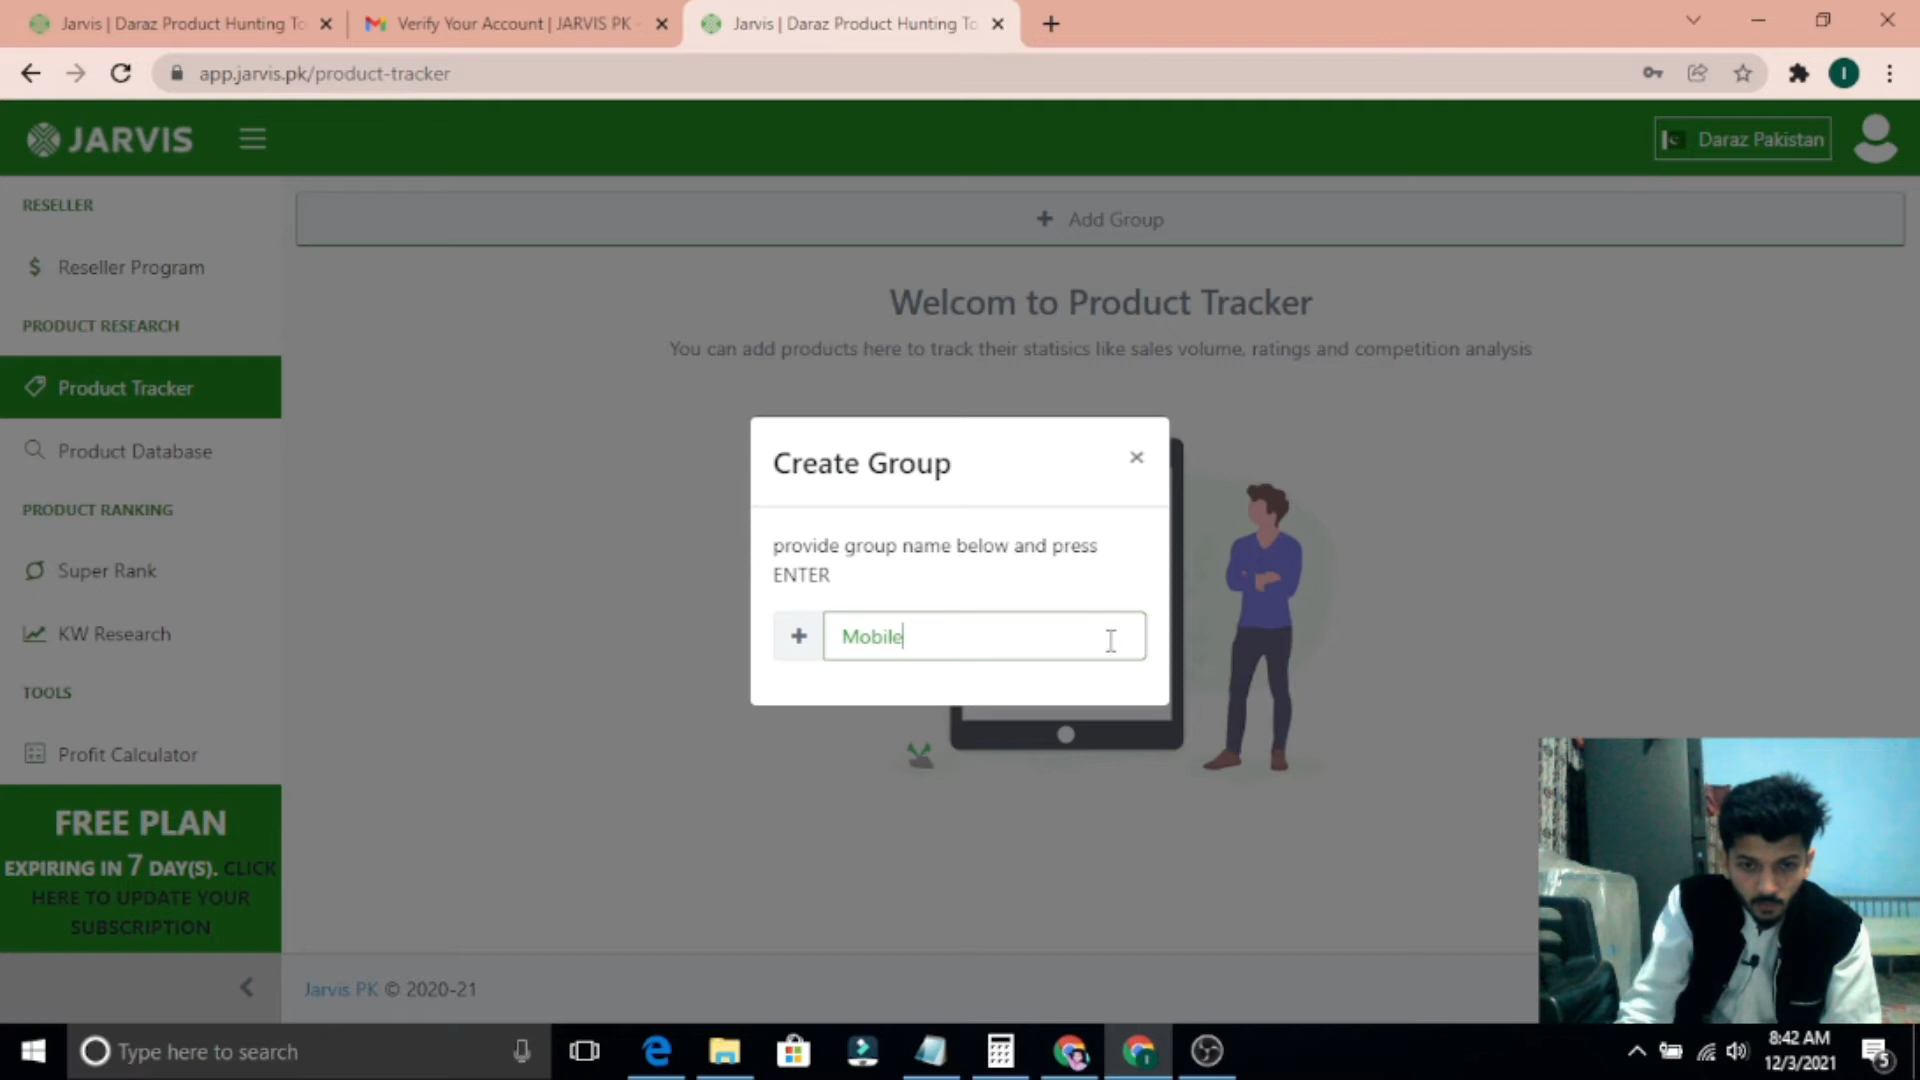 Jarvis | Daraz Product Hunting To
Verify Your Account | JARVIS PK -
Jarvis | Daraz Product Hunting To
app.jarvis.pk/product-tracker
I
JARVIS
Daraz Pakistan
RESELLER
Reseller Program
PRODUCT RESEARCH
Product Tracker
Product Database
PRODUCT RANKING
Super Rank
KW Research
TOOLS
Profit Calculator
FREE PLAN
EXPIRING IN 7 DAY(S). CLICK
HERE TO UPDATE YOUR
SUBSCRIPTION
Add Group
Welcom to Product Tracker
You can add products here to track their statisics like sales volume, ratings and competition analysis
Create Group
provide group name below and press
ENTER
Mobile
Jarvis PK © 2020-21
Type here to search
8:42 AM
12/3/2021
5